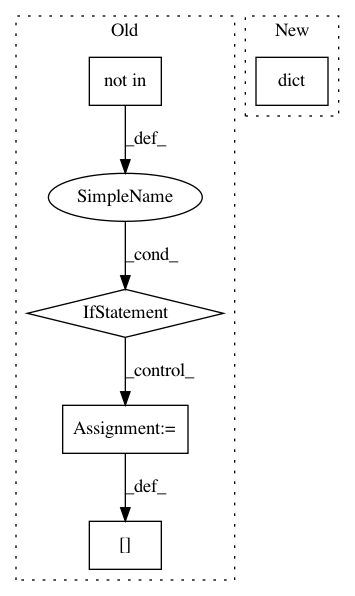 Old
New
not in
dict
_def_
SimpleName
_cond_
IfStatement
_control_
Assignment:=
_def_
[]